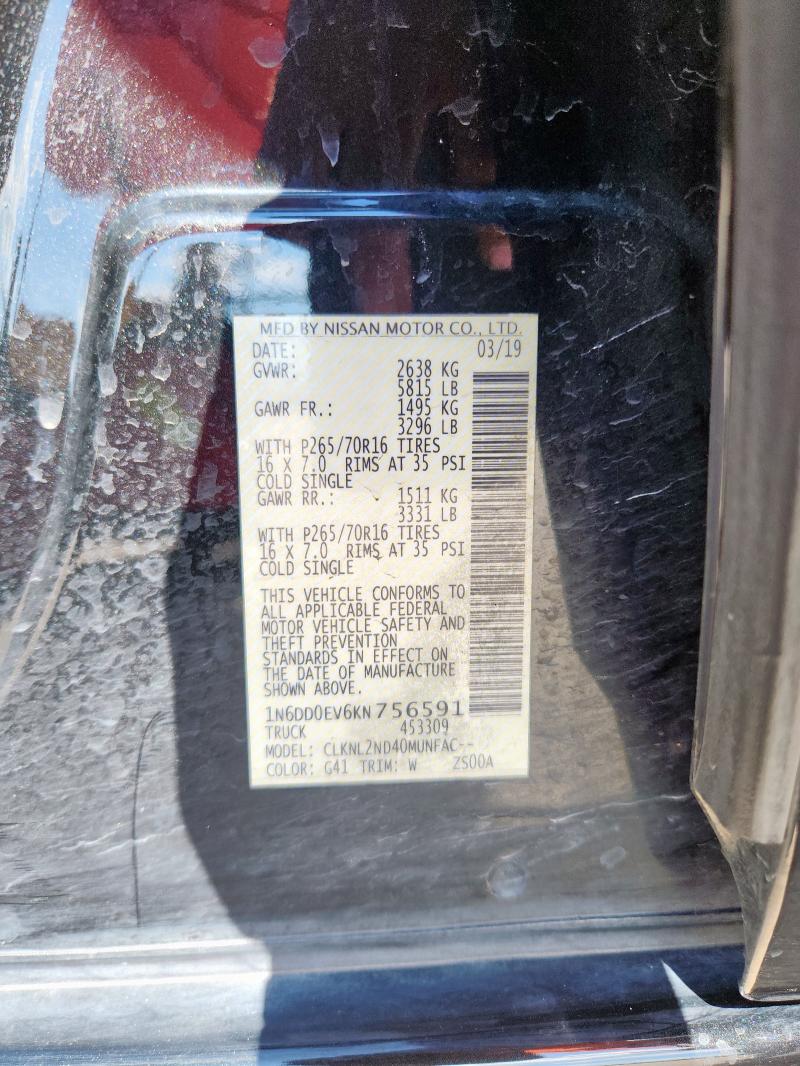 MFD BY NISSAN MOTOR CO., LTD.
DATE: 03/19
GVWR: 2638 KG
5815 LB
GAWR FR.: 1495 KG
3296 LB
WITH P265/70R16 TIRES
16 X 7.0 RIMS AT 35 PSI
COLD SINGLE
GAWR RR.: 1511 KG
3331 LB
WITH P265/70R16 TIRES
16 X 7.0 RIMS AT 35 PSI
COLD SINGLE
THIS VEHICLE CONFORMS TO
ALL APPLICABLE FEDERAL
MOTOR VEHICLE SAFETY AND
THEFT PREVENTION
STANDARDS IN EFFECT ON
THE DATE OF MANUFACTURE
SHOWN ABOVE.
1N6DD0EV6KN756591
TRUCK 453309
MODEL: CLKNL2ND40MUNFAC--
COLOR: G41 TRIM: W ZS00A